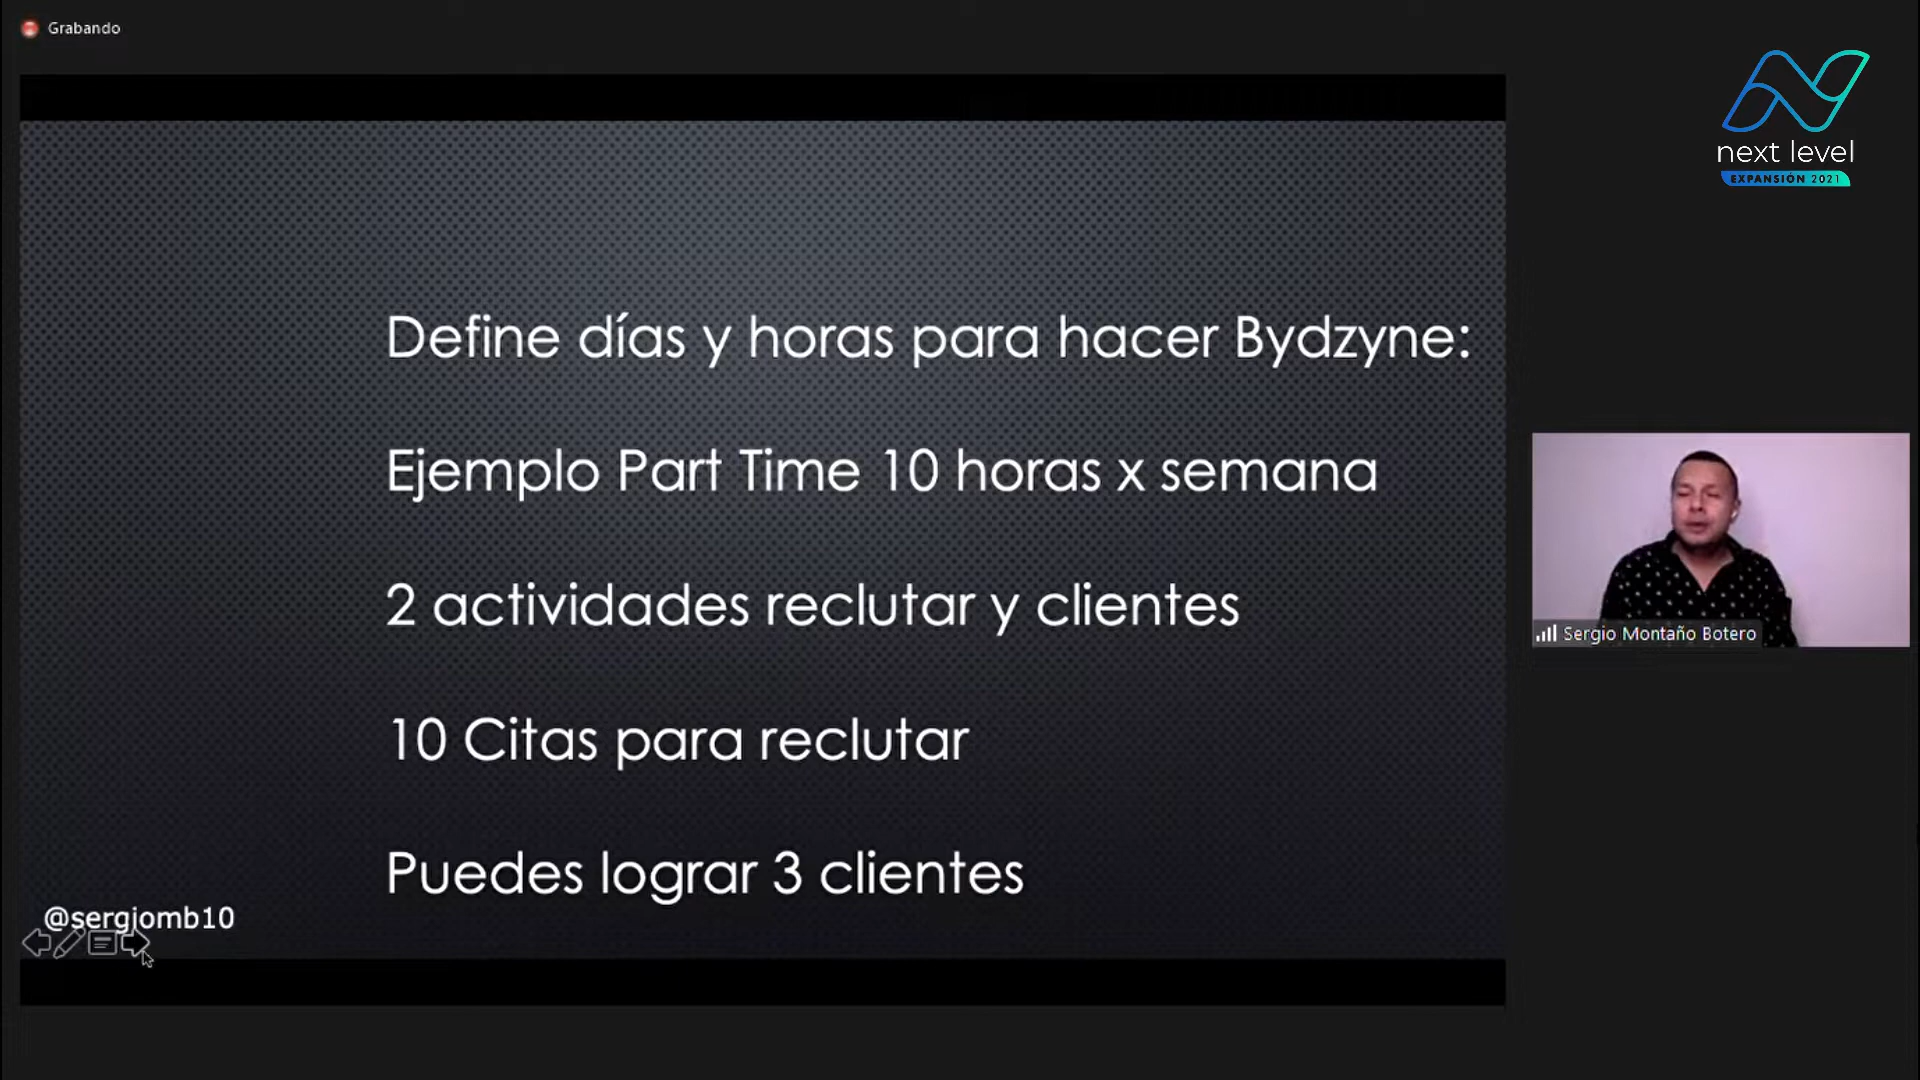 Grabando
next level
EXPANSIÓN 2021
Define días y horas para hacer Bydzyne:
Ejemplo Part Time 10 horas x semana
2 actividades reclutar y clientes
10 Citas para reclutar
Puedes lograr 3 clientes
Sergio Montaño Botero
@sergjomb10